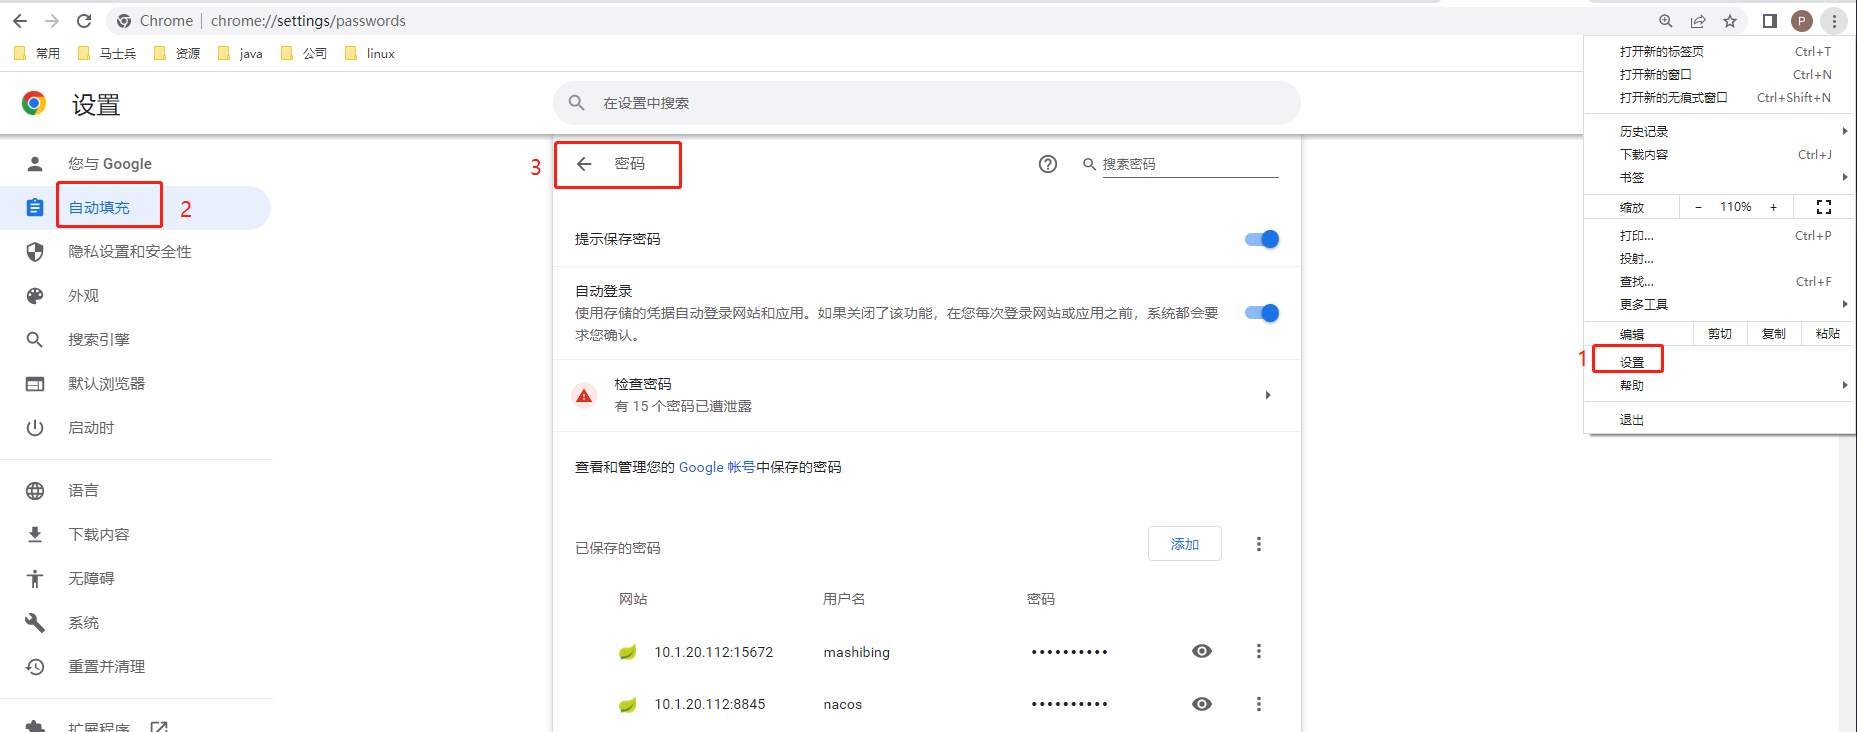 Chrome | chrome://settings/passwords
P
常用 马士兵 资源 java 公司 linux
设置
在设置中搜索
您与 Google
自动填充
2
隐私设置和安全性
外观
搜索引擎
默认浏览器
启动时
语言
下载内容
无障碍
系统
重置并清理
扩展程序
3
密码
搜索密码
提示保存密码
自动登录
使用存储的凭据自动登录网站和应用。如果关闭了该功能，在您每次登录网站或应用之前，系统都会要
求您确认。
检查密码
有 15 个密码已遭泄露
查看和管理您的 Google 帐号中保存的密码
已保存的密码 添加
网站 用户名 密码
10.1.20.112:15672 mashibing ••••••••••
10.1.20.112:8845 nacos ••••••••••
打开新的标签页 Ctrl+T
打开新的窗口 Ctrl+N
打开新的无痕式窗口 Ctrl+Shift+N
历史记录
下载内容 Ctrl+J
书签
缩放 - 110% +
打印... Ctrl+P
投射...
查找... Ctrl+F
更多工具
编辑 剪切 复制 粘贴
1 设置
帮助
退出